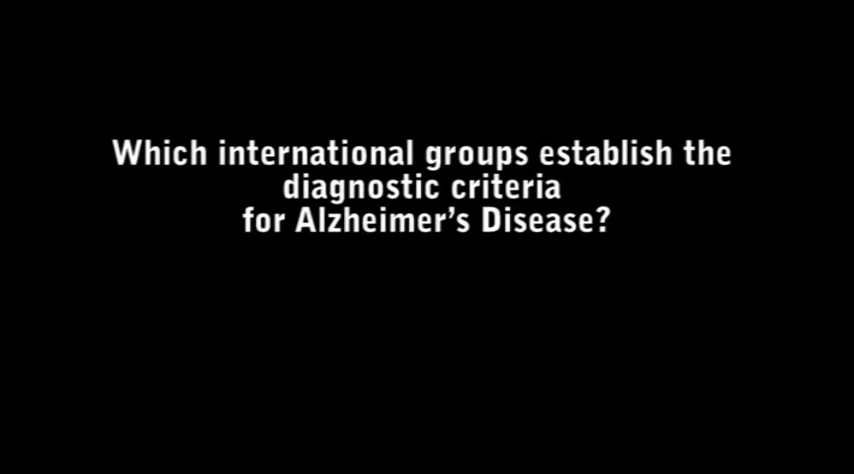 Which international groups establish the
diagnostic criteria
for Alzheimer’s Disease?